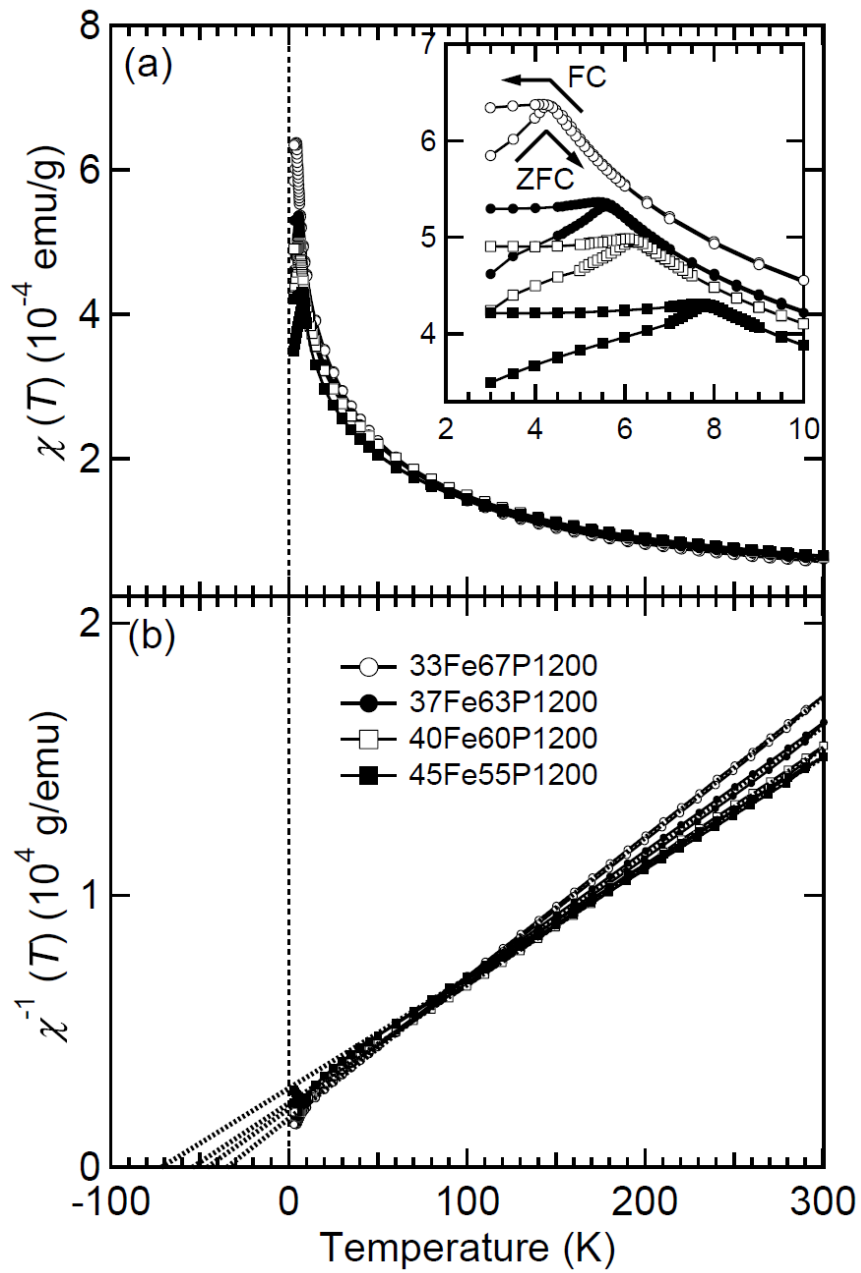 (a)
8
6
4
2
χ (T) (10⁻⁴ emu/g)
7
6
5
4
2 4 6 8 10
FC
ZFC
(b)
2
1
0
χ⁻¹ (T) (10⁴ g/emu)
33Fe67P1200
37Fe63P1200
40Fe60P1200
45Fe55P1200
-100 0 100 200 300
Temperature (K)